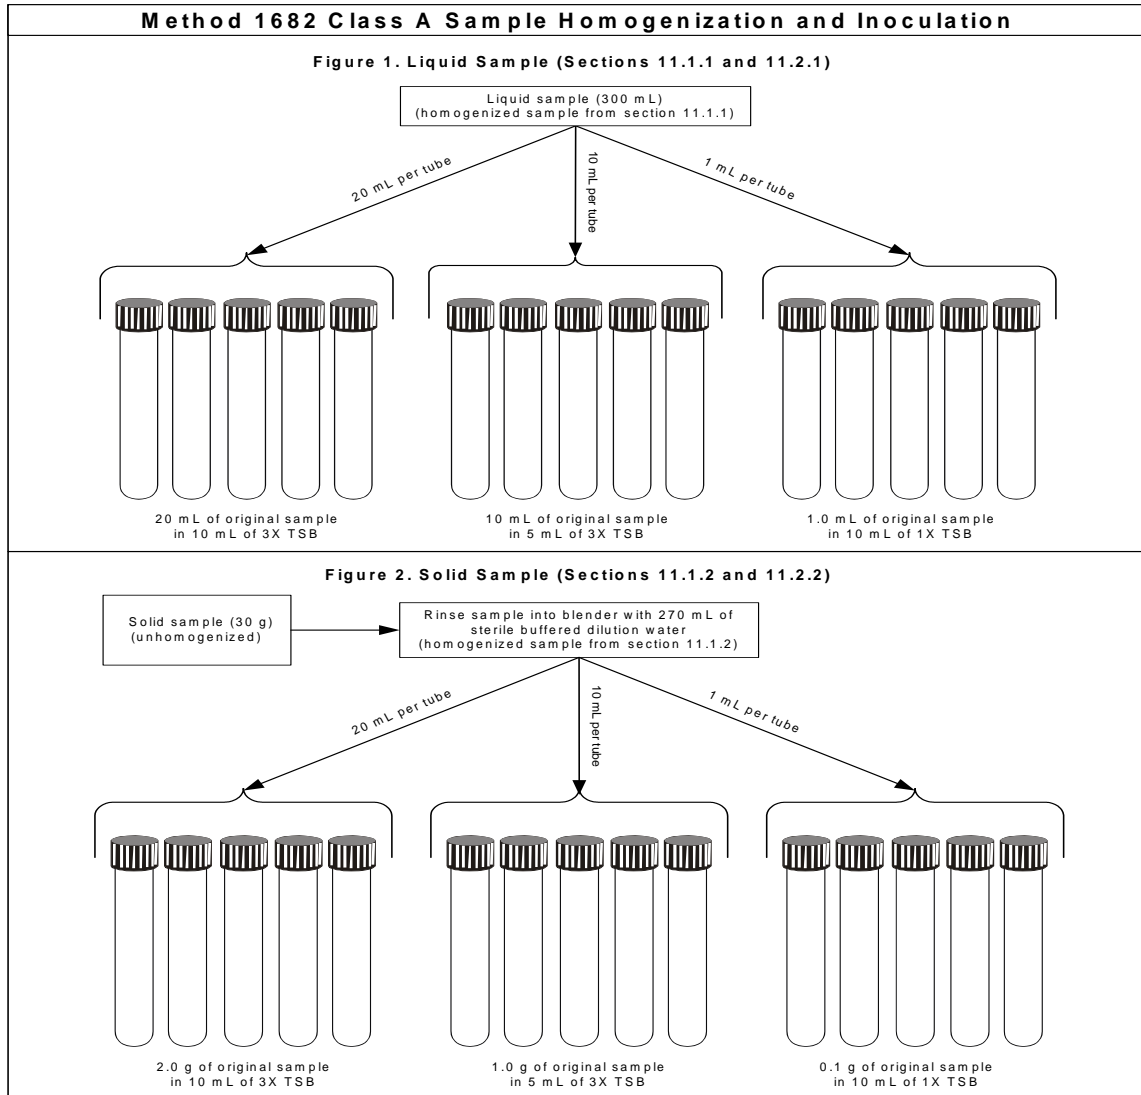 Method 1682 Class A Sample Homogenization and Inoculation
Figure 1. Liquid Sample (Sections 11.1.1 and 11.2.1)
Liquid sample (300 mL)
(homogenized sample from section 11.1.1)
20 mL per tube
10 mL per tube
1 mL per tube
20 mL of original sample
in 10 mL of 3X TSB
10 mL of original sample
in 5 mL of 3X TSB
1.0 mL of original sample
in 10 mL of 1X TSB
Figure 2. Solid Sample (Sections 11.1.2 and 11.2.2)
Solid sample (30 g)
(unhomogenized)
Rinse sample into blender with 270 mL of
sterile buffered dilution water
(homogenized sample from section 11.1.2)
20 mL per tube
10 mL per tube
1 mL per tube
2.0 g of original sample
in 10 mL of 3X TSB
1.0 g of original sample
in 5 mL of 3X TSB
0.1 g of original sample
in 10 mL of 1X TSB